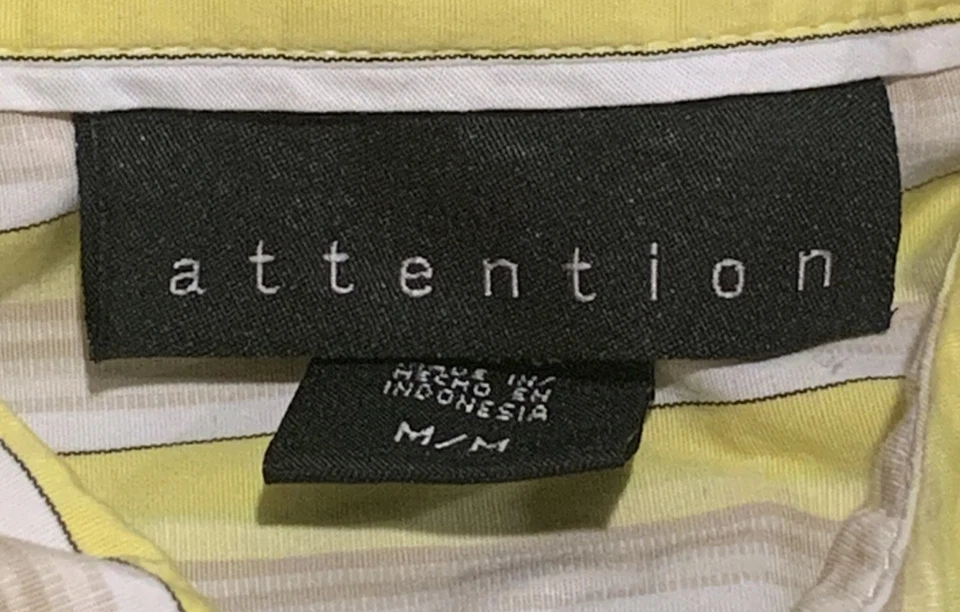 attention
MADE IN/
HECHO EN
INDONESIA
M/M